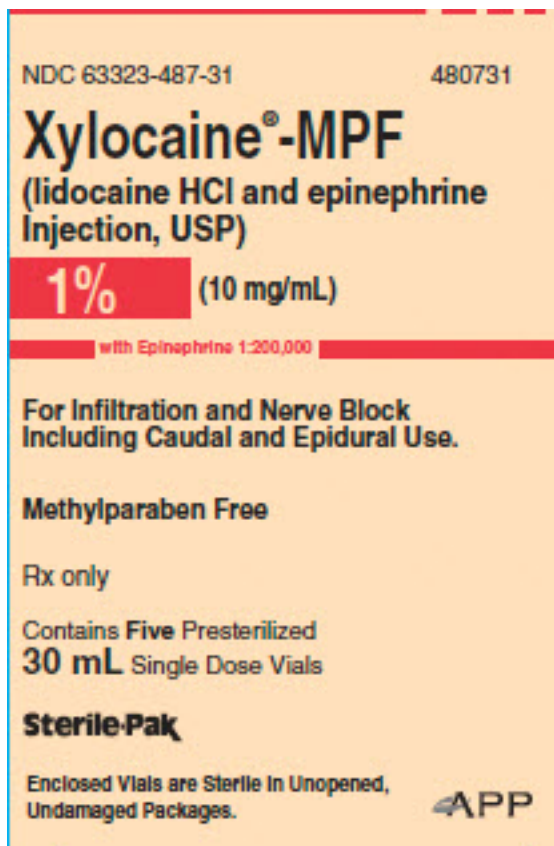 NDC 63323-487-31 480731
Xylocaine®-MPF
(lidocaine HCl and epinephrine
Injection, USP)
1% (10 mg/mL)
with Epinephrine 1:200,000
For Infiltration and Nerve Block
Including Caudal and Epidural Use.
Methylparaben Free
Rx only
Contains Five Presterilized
30 mL Single Dose Vials
Sterile-Pak
Enclosed Vials are Sterile in Unopened,
Undamaged Packages.
APP